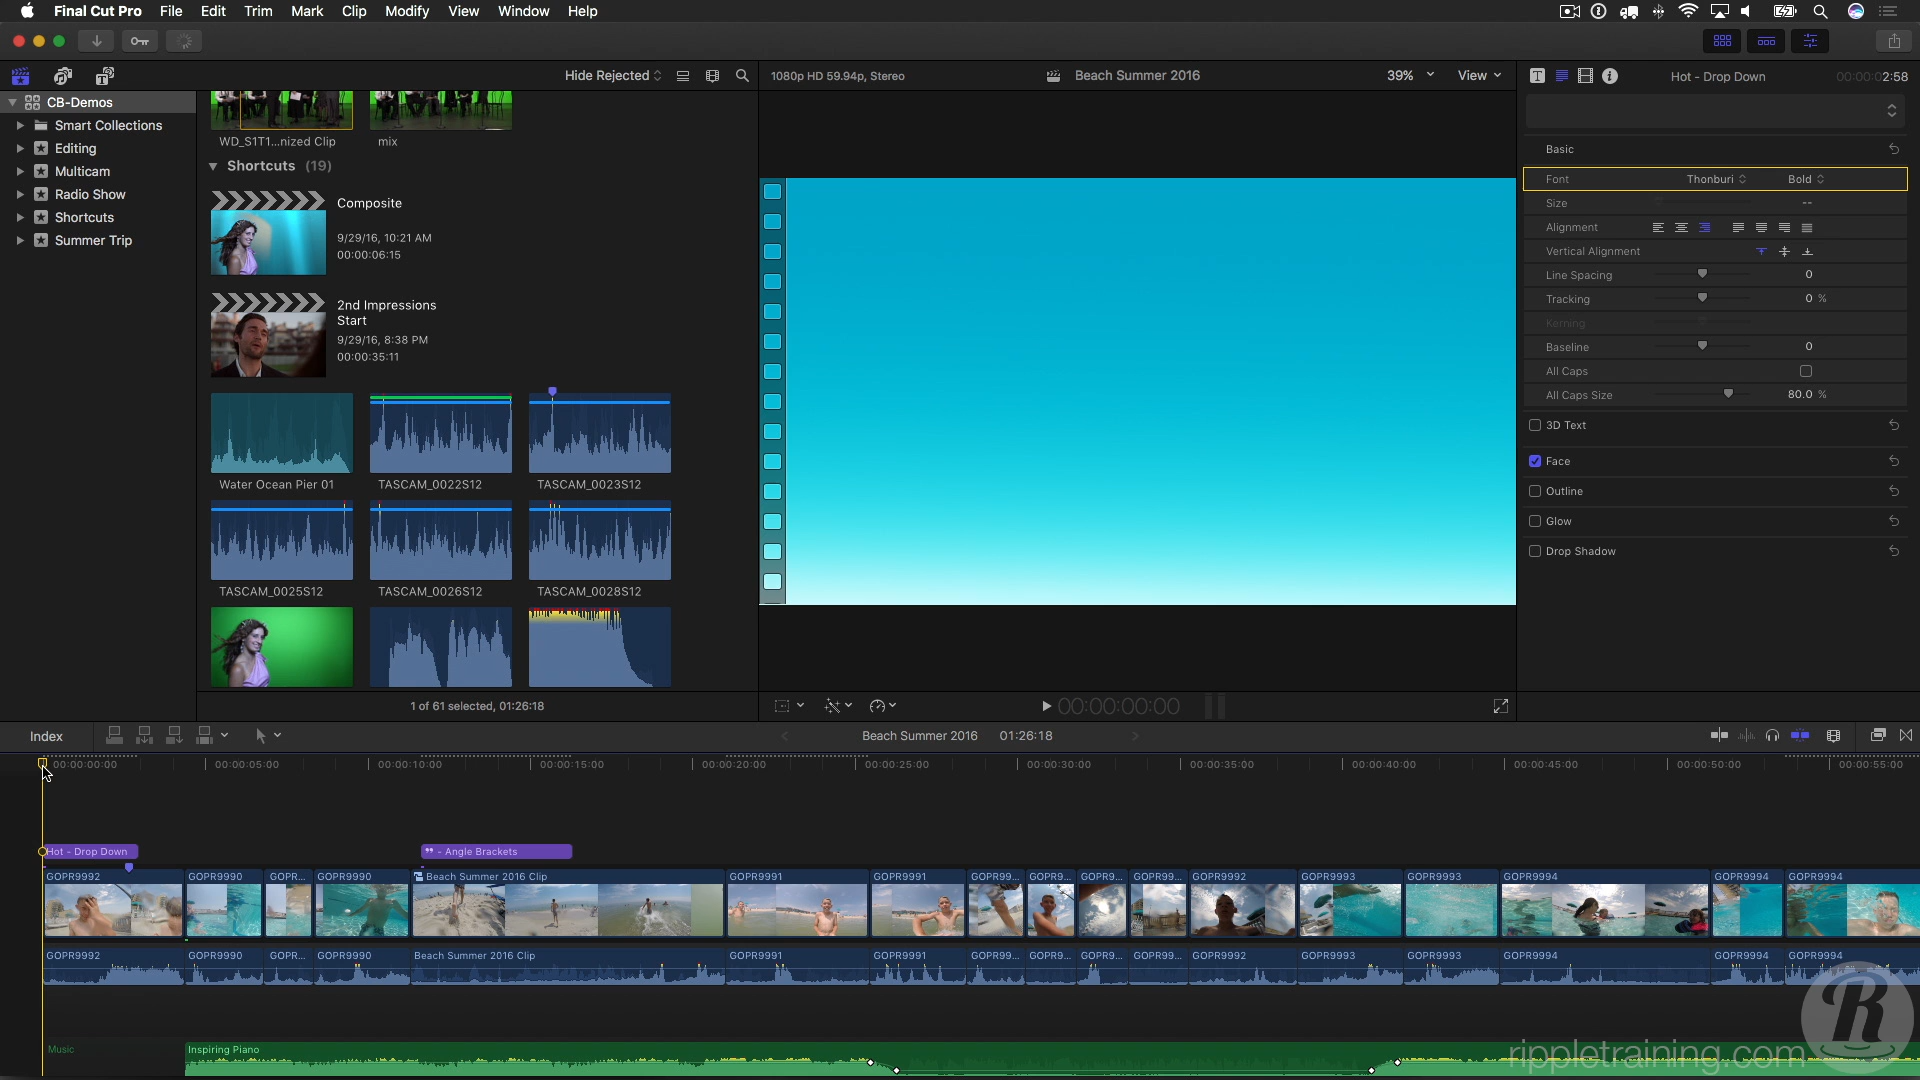 Final Cut Pro File Edit Trim Mark Clip Modify View Window Help
Hide Rejected
1080p HD 59.94p, Stereo
Beach Summer 2016
39%
View
Hot - Drop Down
00:00:02:58
CB-Demos
Smart Collections
Editing
Multicam
Radio Show
Shortcuts
Summer Trip
WD_S1T1...nized Clip
mix
Shortcuts (19)
Composite
9/29/16, 10:21 AM
00:00:06:15
2nd Impressions
Start
9/29/16, 8:38 PM
00:00:35:11
Water Ocean Pier 01
TASCAM_0022S12
TASCAM_0023S12
TASCAM_0025S12
TASCAM_0026S12
TASCAM_0028S12
1 of 61 selected, 01:26:18
00:00:00:00
Basic
Font Thonburi Bold
Size --
Alignment
Vertical Alignment
Line Spacing 0
Tracking 0 %
Kerning
Baseline 0
All Caps
All Caps Size 80.0 %
3D Text
Face
Outline
Glow
Drop Shadow
Index
Beach Summer 2016 01:26:18
00:00:00:00 00:00:05:00 00:00:10:00 00:00:15:00 00:00:20:00 00:00:25:00 00:00:30:00 00:00:35:00 00:00:40:00 00:00:45:00 00:00:50:00 00:00:55:00
Hot - Drop Down
" - Angle Brackets
GOPR9992 GOPR9990 GOPR... GOPR9990 Beach Summer 2016 Clip GOPR9991 GOPR9991 GOPR99... GOPR9... GOPR9... GOPR99... GOPR9992 GOPR9993 GOPR9993 GOPR9994 GOPR9994 GOPR9994
GOPR9992 GOPR9990 GOPR... GOPR9990 Beach Summer 2016 Clip GOPR9991 GOPR9991 GOPR99... GOPR9... GOPR9... GOPR99... GOPR9992 GOPR9993 GOPR9993 GOPR9994 GOPR9994 GOPR9994
Music
Inspiring Piano
R
rippletraining.com